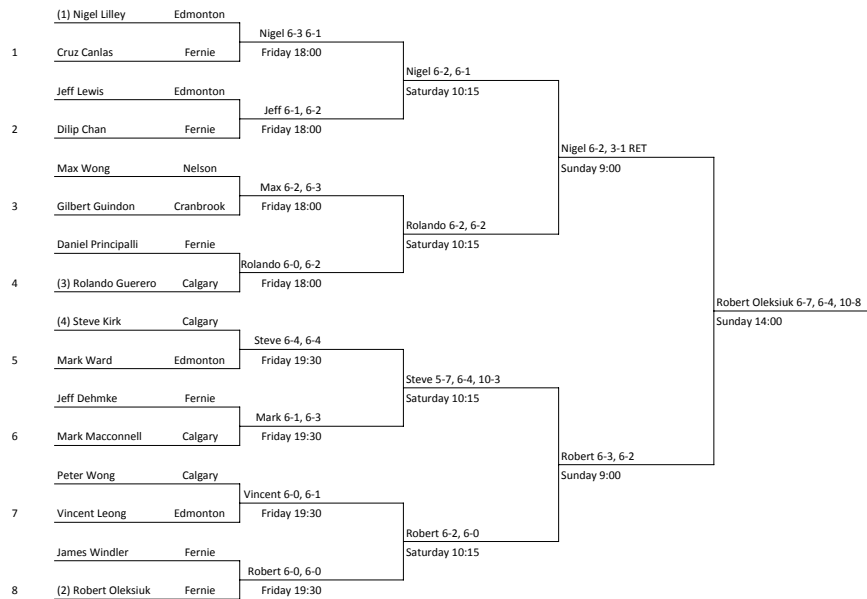 (1) Nigel Lilley Edmonton
Nigel 6-3 6-1
1 Cruz Canlas Fernie Friday 18:00
Nigel 6-2, 6-1
Jeff Lewis Edmonton Saturday 10:15
Jeff 6-1, 6-2
2 Dilip Chan Fernie Friday 18:00
Nigel 6-2, 3-1 RET
Max Wong Nelson Sunday 9:00
Max 6-2, 6-3
3 Gilbert Guindon Cranbrook Friday 18:00
Rolando 6-2, 6-2
Daniel Principalli Fernie Saturday 10:15
Rolando 6-0, 6-2
4 (3) Rolando Guerero Calgary Friday 18:00
Robert Oleksiuk 6-7, 6-4, 10-8
(4) Steve Kirk Calgary Sunday 14:00
Steve 6-4, 6-4
5 Mark Ward Edmonton Friday 19:30
Steve 5-7, 6-4, 10-3
Jeff Dehmke Fernie Saturday 10:15
Mark 6-1, 6-3
6 Mark Macconnell Calgary Friday 19:30
Robert 6-3, 6-2
Peter Wong Calgary Sunday 9:00
Vincent 6-0, 6-1
7 Vincent Leong Edmonton Friday 19:30
Robert 6-2, 6-0
James Windler Fernie Saturday 10:15
Robert 6-0, 6-0
8 (2) Robert Oleksiuk Fernie Friday 19:30